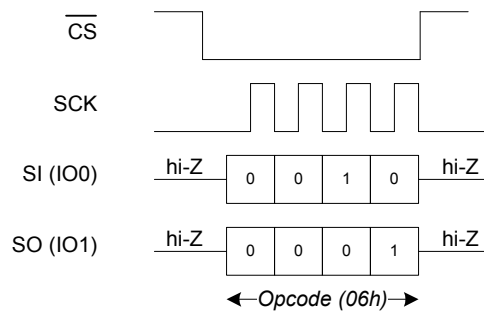 C̅S̅
SCK
hi-Z hi-Z
SI (IO0) 0 0 1 0
hi-Z hi-Z
SO (IO1) 0 0 0 1
Opcode (06h)